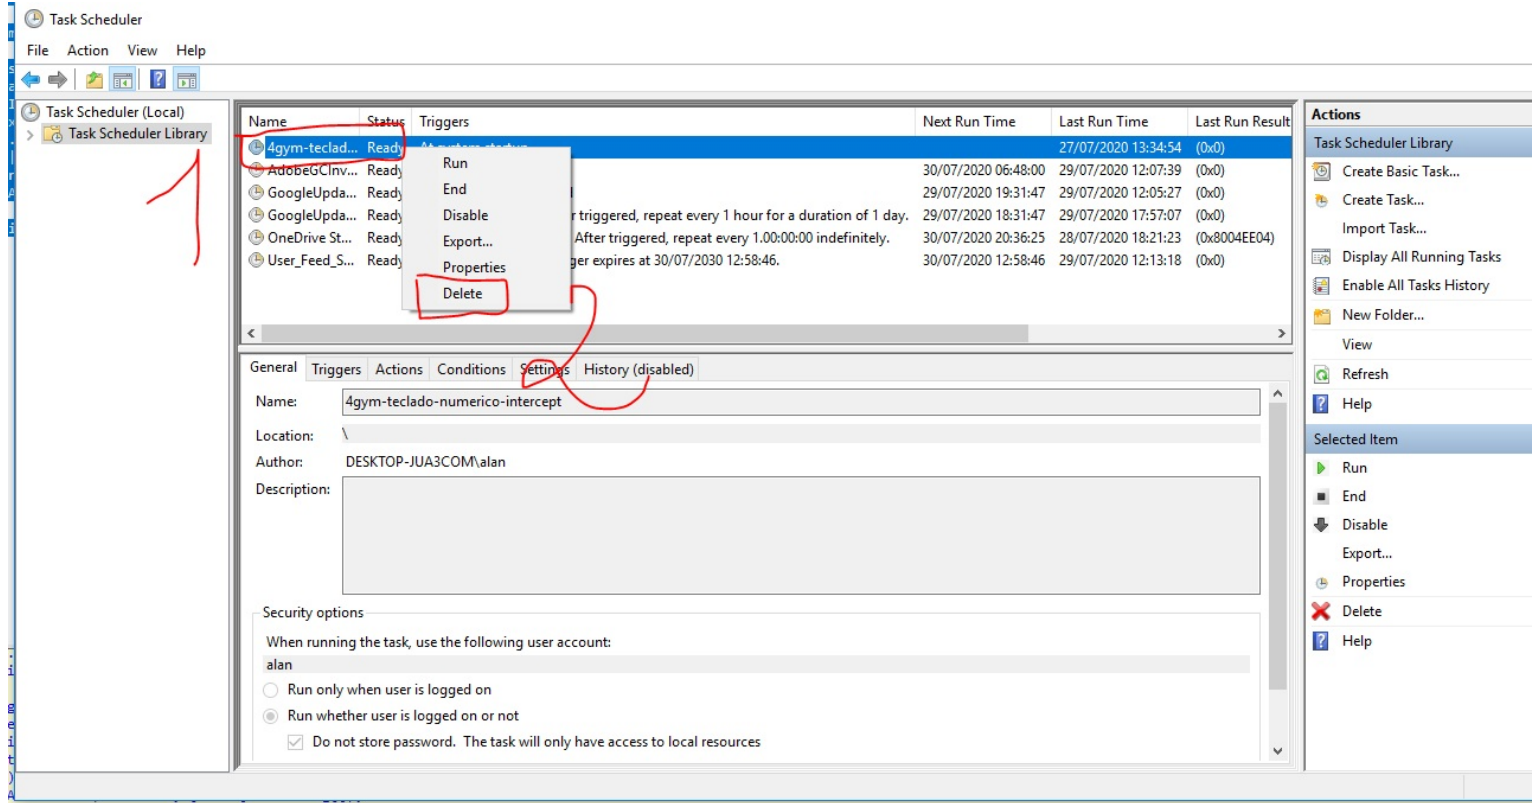 Task Scheduler
File Action View Help
Task Scheduler (Local)
Task Scheduler Library
1
Name Status Triggers Next Run Time Last Run Time Last Run Result
4gym-teclad... Ready At system startup 27/07/2020 13:34:54 (0x0)
AdobeGCInv... Ready 30/07/2020 06:48:00 29/07/2020 12:07:39 (0x0)
GoogleUpda... Ready 29/07/2020 19:31:47 29/07/2020 12:05:27 (0x0)
GoogleUpda... Ready r triggered, repeat every 1 hour for a duration of 1 day. 29/07/2020 18:31:47 29/07/2020 17:57:07 (0x0)
OneDrive St... Ready After triggered, repeat every 1.00:00:00 indefinitely. 30/07/2020 20:36:25 28/07/2020 18:21:23 (0x8004EE04)
User_Feed_S... Ready ger expires at 30/07/2030 12:58:46. 30/07/2020 12:58:46 29/07/2020 12:13:18 (0x0)
Run
End
Disable
Export...
Properties
Delete
2
General Triggers Actions Conditions Settings History (disabled)
Name: 4gym-teclado-numerico-intercept
Location: \
Author: DESKTOP-JUA3COM\alan
Description:
Security options
When running the task, use the following user account:
alan
Run only when user is logged on
Run whether user is logged on or not
Do not store password. The task will only have access to local resources
Actions
Task Scheduler Library
Create Basic Task...
Create Task...
Import Task...
Display All Running Tasks
Enable All Tasks History
New Folder...
View
Refresh
Help
Selected Item
Run
End
Disable
Export...
Properties
Delete
Help